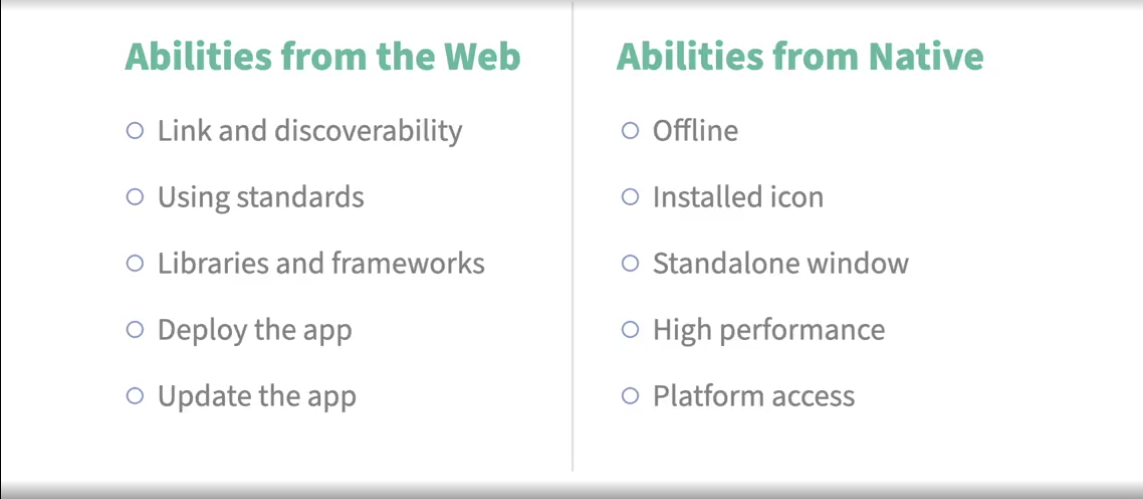 Abilities from the Web
Link and discoverability
Using standards
Libraries and frameworks
Deploy the app
Update the app
Abilities from Native
Offline
Installed icon
Standalone window
High performance
Platform access